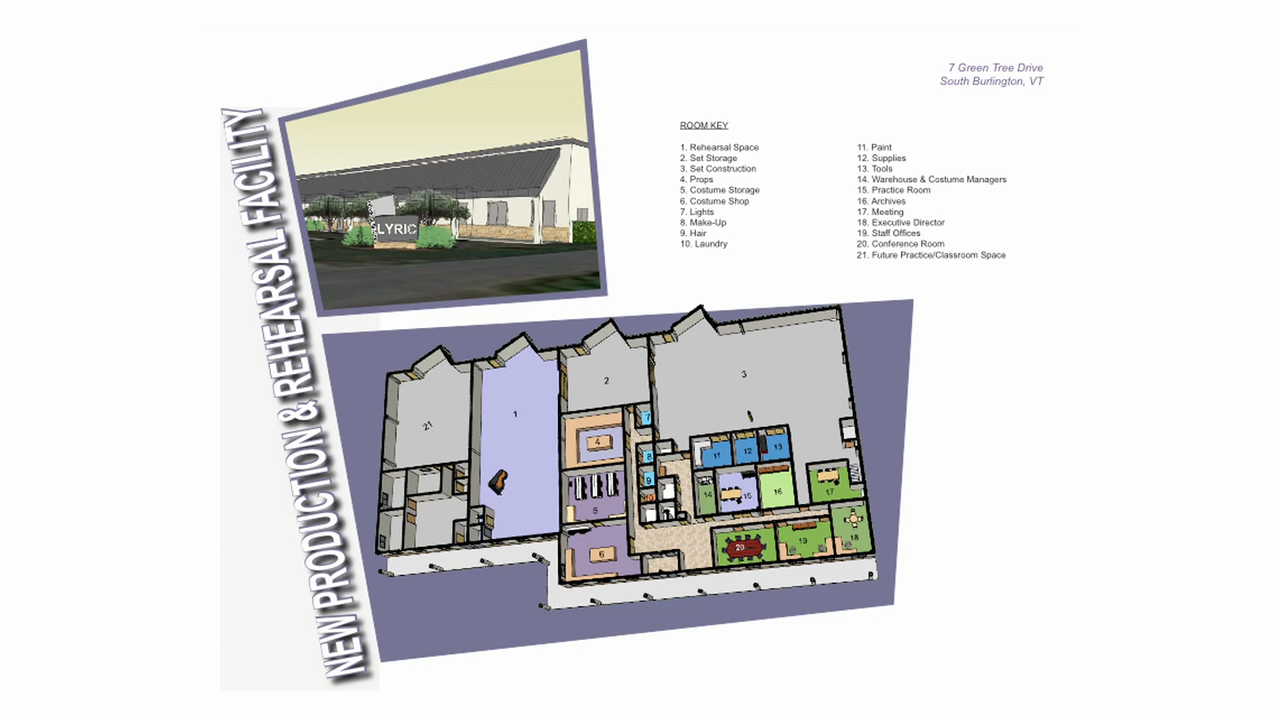 NEW PRODUCTION & REHEARSAL FACILITY
LYRIC
7 Green Tree Drive
South Burlington, VT
ROOM KEY
1. Rehearsal Space
2. Set Storage
3. Set Construction
4. Props
5. Costume Storage
6. Costume Shop
7. Lights
8. Make-Up
9. Hair
10. Laundry
11. Paint
12. Supplies
13. Tools
14. Warehouse & Costume Managers
15. Practice Room
16. Archives
17. Meeting
18. Executive Director
19. Staff Offices
20. Conference Room
21. Future Practice/Classroom Space
21
1
2
3
4
5
6
7
8
9
10
11
12
13
14
15
16
17
18
19
20